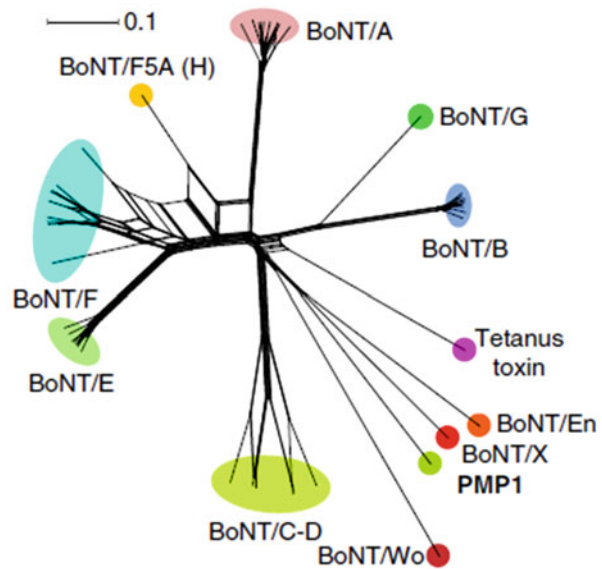 0.1
BoNT/A
BoNT/F5A (H)
BoNT/G
BoNT/B
BoNT/F
Tetanus
toxin
BoNT/E
BoNT/En
BoNT/X
PMP1
BoNT/C-D
BoNT/Wo